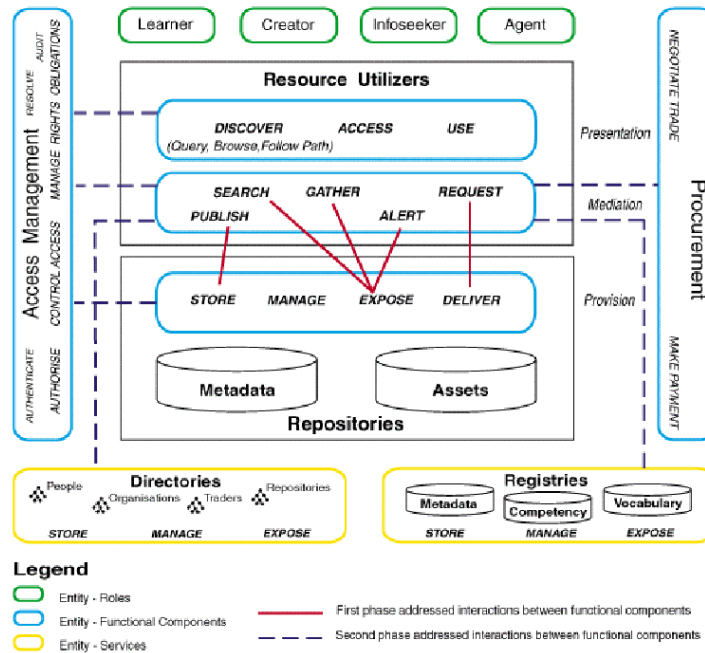 Learner
Creator
Infoseeker
Agent
Access Management
AUDIT
RESOLVE OBLIGATIONS
MANAGE RIGHTS
CONTROL ACCESS
AUTHENTICATE
AUTHORISE
Resource Utilizers
DISCOVER ACCESS USE
(Query, Browse,Follow Path)
SEARCH GATHER REQUEST
PUBLISH ALERT
Presentation
Mediation
STORE MANAGE EXPOSE DELIVER
Provision
Metadata
Assets
Repositories
NEGOTIATE TRADE
Procurement
MAKE PAYMENT
Directories
People
Organisations
Traders
Repositories
STORE MANAGE EXPOSE
Registries
Metadata
Competency
Vocabulary
STORE MANAGE EXPOSE
Legend
Entity - Roles
Entity - Functional Components
Entity - Services
First phase addressed interactions between functional components
Second phase addressed interactions between functional components